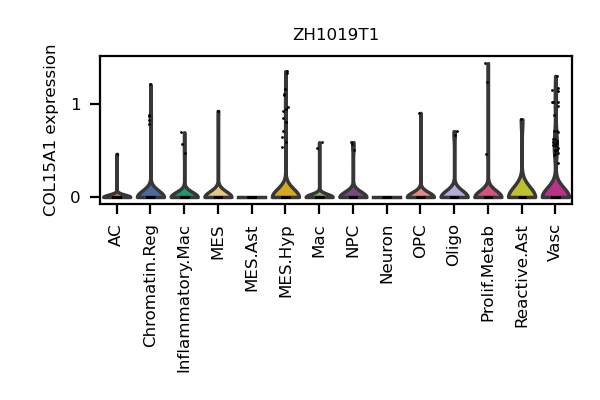 ZH1019T1
COL15A1 expression
1
0
AC
Chromatin.Reg
Inflammatory.Mac
MES
MES.Ast
MES.Hyp
Mac
NPC
Neuron
OPC
Oligo
Prolif.Metab
Reactive.Ast
Vasc